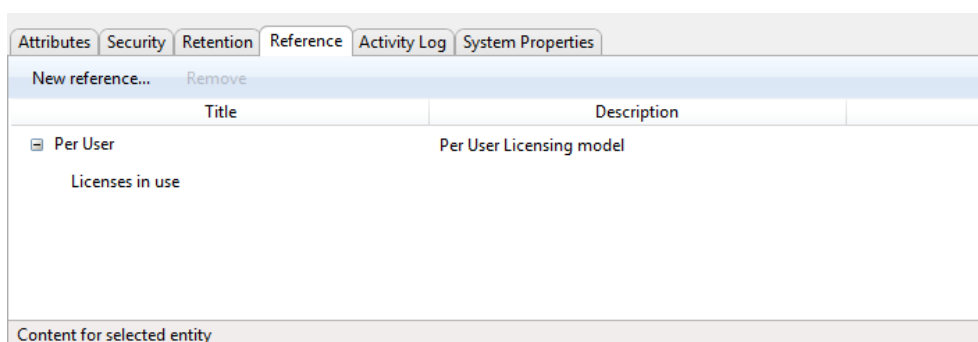 Attributes Security Retention Reference Activity Log System Properties
New reference... Remove
Title Description
Per User Per User Licensing model
Licenses in use
Content for selected entity